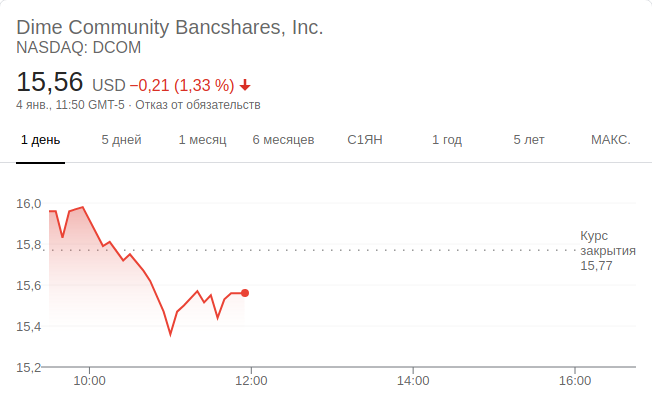 Dime Community Bancshares, Inc.
NASDAQ: DCOM
15,56 USD −0,21 (1,33 %)
4 янв., 11:50 GMT-5 · Отказ от обязательств
1 день 5 дней 1 месяц 6 месяцев С1ЯН 1 год 5 лет МАКС.
16,0
15,8
15,6
15,4
15,2
Курс
закрытия
15,77
10:00 12:00 14:00 16:00